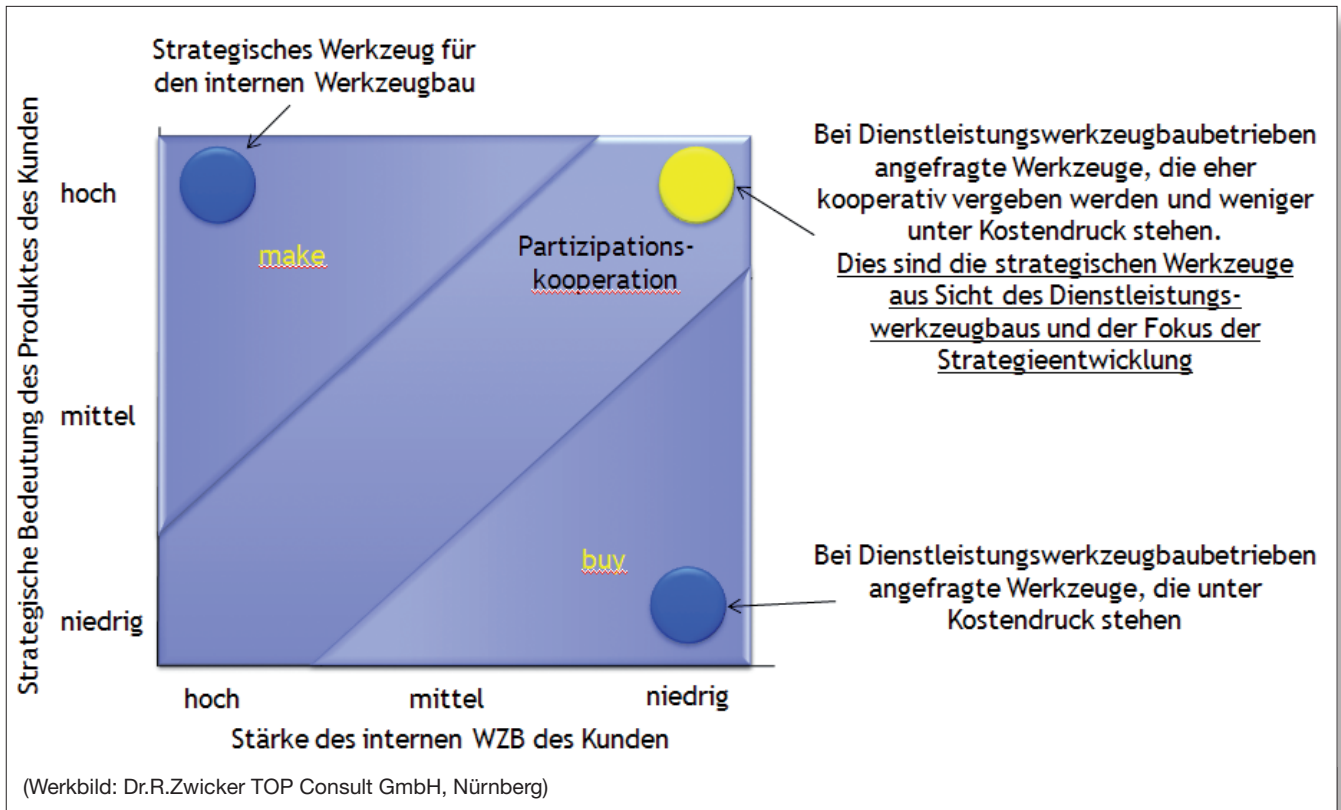 Strategisches Werkzeug für
den internen Werkzeugbau
Strategische Bedeutung des Produktes des Kunden
hoch
mittel
niedrig
make
Partizipations-
kooperation
buy
Bei Dienstleistungswerkzeugbaubetrieben
angefragte Werkzeuge, die eher
kooperativ vergeben werden und weniger
unter Kostendruck stehen.
Dies sind die strategischen Werkzeuge
aus Sicht des Dienstleistungs-
werkzeugbaus und der Fokus der
Strategieentwicklung
Bei Dienstleistungswerkzeugbaubetrieben
angefragte Werkzeuge, die unter
Kostendruck stehen
hoch
mittel
niedrig
Stärke des internen WZB des Kunden
(Werkbild: Dr.R.Zwicker TOP Consult GmbH, Nürnberg)